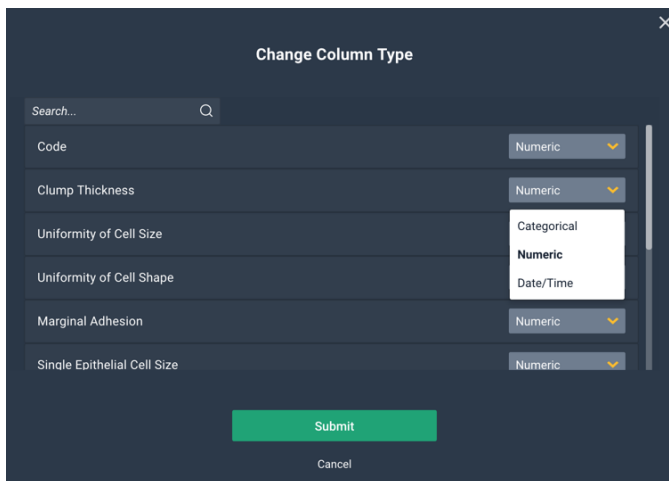 Change Column Type
Search...
Code Numeric
Clump Thickness Numeric
Uniformity of Cell Size
Categorical
Numeric
Uniformity of Cell Shape
Date/Time
Marginal Adhesion Numeric
Single Epithelial Cell Size Numeric
Submit
Cancel